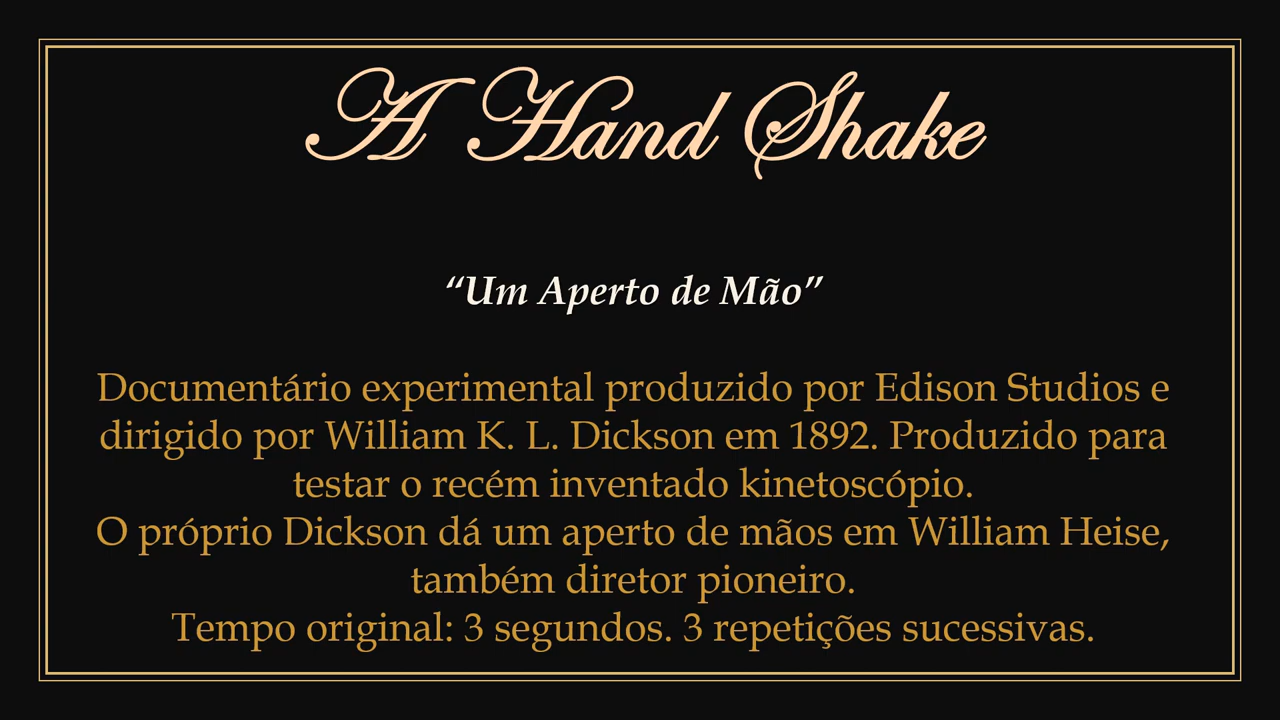 A Hand Shake
“Um Aperto de Mão”
Documentário experimental produzido por Edison Studios e
dirigido por William K. L. Dickson em 1892. Produzido para
testar o recém inventado kinetoscópio.
O próprio Dickson dá um aperto de mãos em William Heise,
também diretor pioneiro.
Tempo original: 3 segundos. 3 repetições sucessivas.